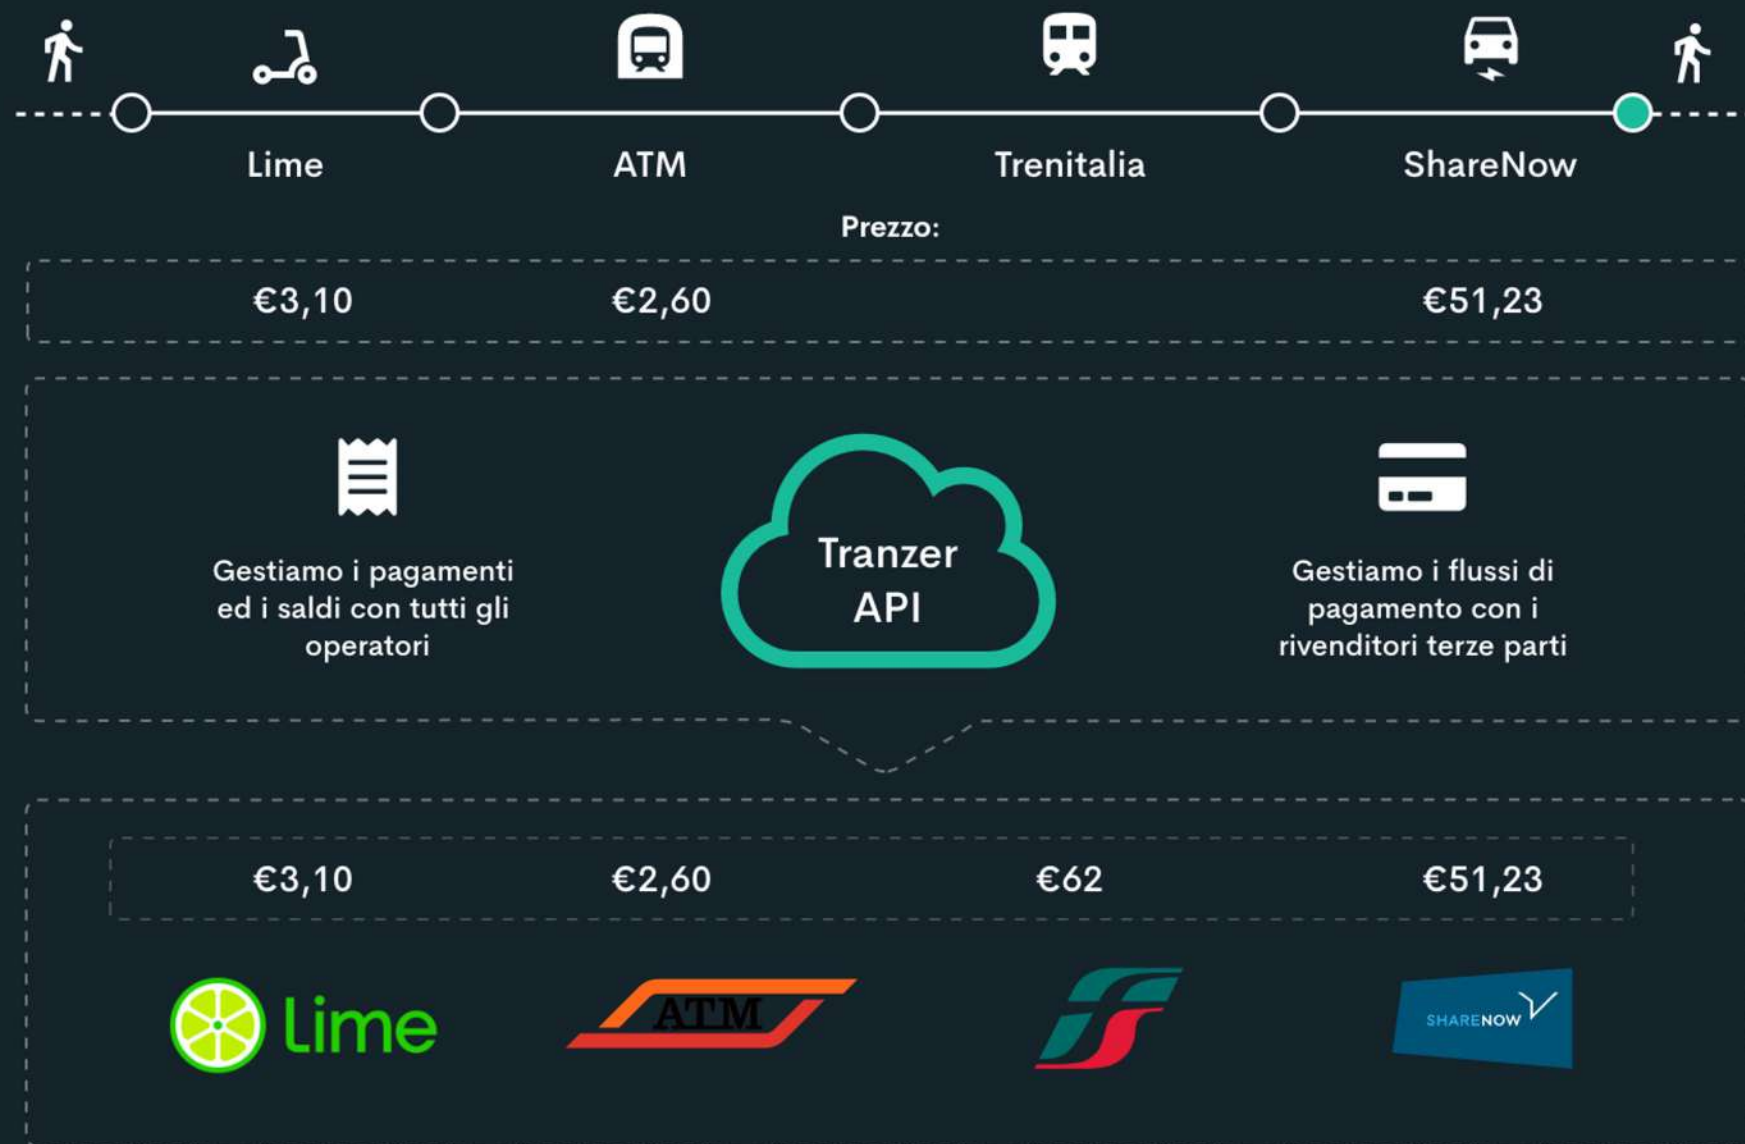 Lime
ATM
Trenitalia
ShareNow
Prezzo:
€3,10
€2,60
€51,23
Gestiamo i pagamenti
ed i saldi con tutti gli
operatori
Tranzer
API
Gestiamo i flussi di
pagamento con i
rivenditori terze parti
€3,10
€2,60
€62
€51,23
Lime
ATM
SHARENOW